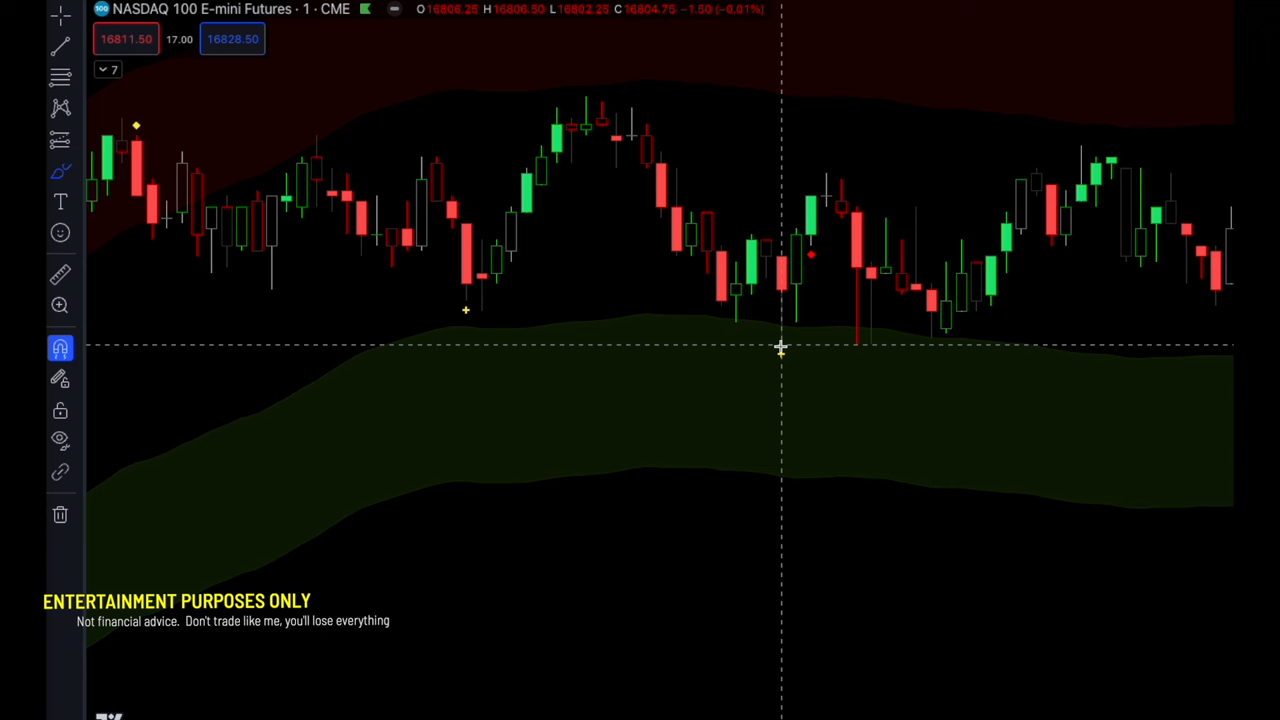 100 NASDAQ 100 E-mini Futures · 1 · CME O16806.25 H16806.50 L16802.25 C16804.75 −1.50 (−0.01%)
16811.50 17.00 16828.50
7
T
ENTERTAINMENT PURPOSES ONLY
Not financial advice. Don't trade like me, you'll lose everything